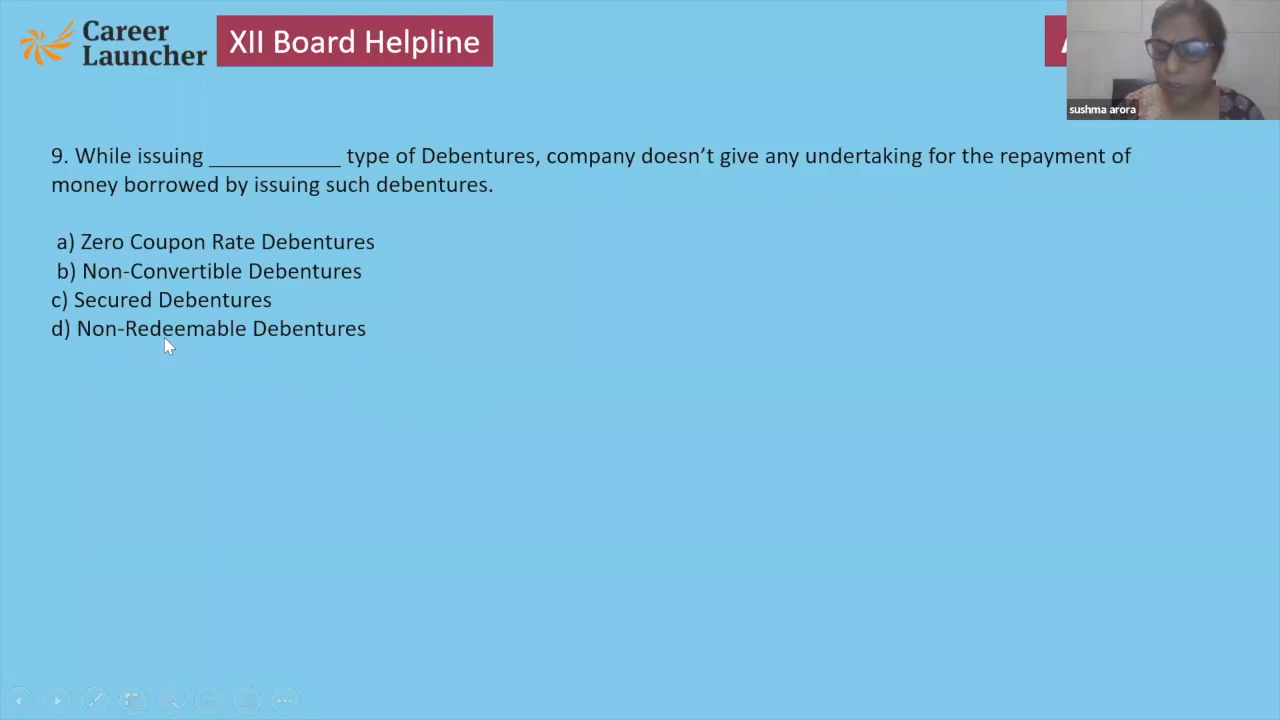 Career
Launcher
XII Board Helpline
sushma arora
9. While issuing ___________ type of Debentures, company doesn't give any undertaking for the repayment of
money borrowed by issuing such debentures.
a) Zero Coupon Rate Debentures
b) Non-Convertible Debentures
c) Secured Debentures
d) Non-Redeemable Debentures